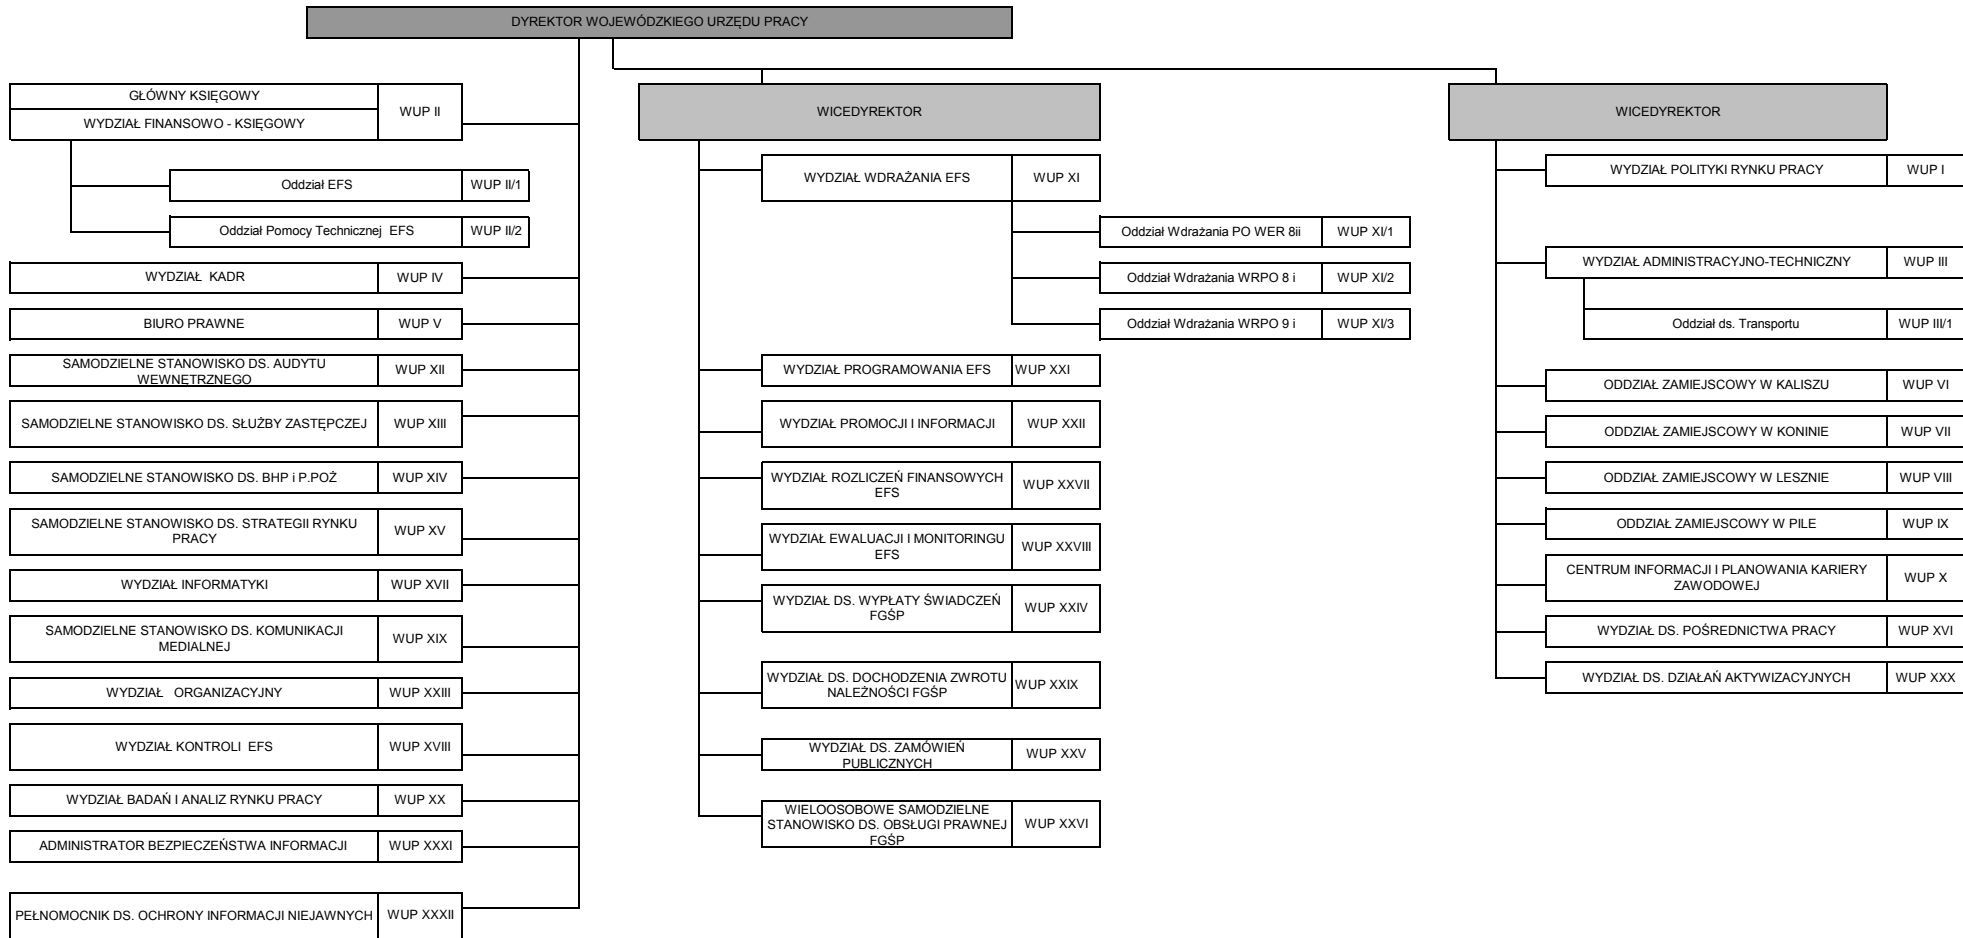 DYREKTOR WOJEWÓDZKIEGO URZĘDU PRACY
GŁÓWNY KSIĘGOWY
WYDZIAŁ FINANSOWO - KSIĘGOWY
WUP II
Oddział EFS
WUP II/1
Oddział Pomocy Technicznej EFS
WUP II/2
WYDZIAŁ KADR
WUP IV
BIURO PRAWNE
WUP V
SAMODZIELNE STANOWISKO DS. AUDYTU
WEWNĘTRZNEGO
WUP XII
SAMODZIELNE STANOWISKO DS. SŁUŻBY ZASTĘPCZEJ
WUP XIII
SAMODZIELNE STANOWISKO DS. BHP i P.POŻ
WUP XIV
SAMODZIELNE STANOWISKO DS. STRATEGII RYNKU
PRACY
WUP XV
WYDZIAŁ INFORMATYKI
WUP XVII
SAMODZIELNE STANOWISKO DS. KOMUNIKACJI
MEDIALNEJ
WUP XIX
WYDZIAŁ ORGANIZACYJNY
WUP XXIII
WYDZIAŁ KONTROLI EFS
WUP XVIII
WYDZIAŁ BADAŃ I ANALIZ RYNKU PRACY
WUP XX
ADMINISTRATOR BEZPIECZEŃSTWA INFORMACJI
WUP XXXI
PEŁNOMOCNIK DS. OCHRONY INFORMACJI NIEJAWNYCH
WUP XXXII
WICEDYREKTOR
WYDZIAŁ WDRAŻANIA EFS
WUP XI
Oddział Wdrażania PO WER 8ii
WUP XI/1
Oddział Wdrażania WRPO 8 i
WUP XI/2
Oddział Wdrażania WRPO 9 i
WUP XI/3
WYDZIAŁ PROGRAMOWANIA EFS
WUP XXI
WYDZIAŁ PROMOCJI I INFORMACJI
WUP XXII
WYDZIAŁ ROZLICZEŃ FINANSOWYCH
EFS
WUP XXVII
WYDZIAŁ EWALUACJI I MONITORINGU
EFS
WUP XXVIII
WYDZIAŁ DS. WYPŁATY ŚWIADCZEŃ
FGŚP
WUP XXIV
WYDZIAŁ DS. DOCHODZENIA ZWROTU
NALEŻNOŚCI FGŚP
WUP XXIX
WYDZIAŁ DS. ZAMÓWIEŃ
PUBLICZNYCH
WUP XXV
WIELOOSOBOWE SAMODZIELNE
STANOWISKO DS. OBSŁUGI PRAWNEJ
FGŚP
WUP XXVI
WICEDYREKTOR
WYDZIAŁ POLITYKI RYNKU PRACY
WUP I
WYDZIAŁ ADMINISTRACYJNO-TECHNICZNY
WUP III
Oddział ds. Transportu
WUP III/1
ODDZIAŁ ZAMIEJSCOWY W KALISZU
WUP VI
ODDZIAŁ ZAMIEJSCOWY W KONINIE
WUP VII
ODDZIAŁ ZAMIEJSCOWY W LESZNIE
WUP VIII
ODDZIAŁ ZAMIEJSCOWY W PILE
WUP IX
CENTRUM INFORMACJI I PLANOWANIA KARIERY
ZAWODOWEJ
WUP X
WYDZIAŁ DS. POŚREDNICTWA PRACY
WUP XVI
WYDZIAŁ DS. DZIAŁAŃ AKTYWIZACYJNYCH
WUP XXX